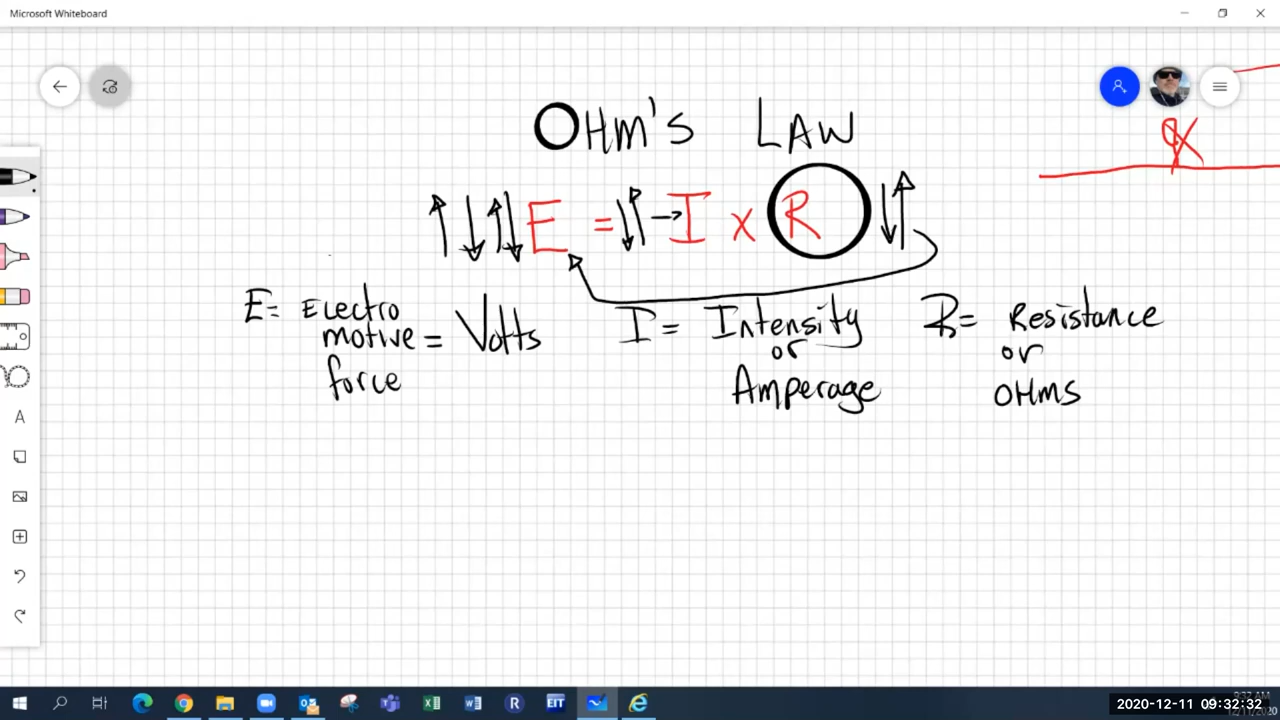 Microsoft Whiteboard
OHm's LAW
E = I x R
E= Electro motive force = Volts
I = Intensity or Amperage
R= Resistance or OHms
A
EIT
2020-12-11 09:32:32